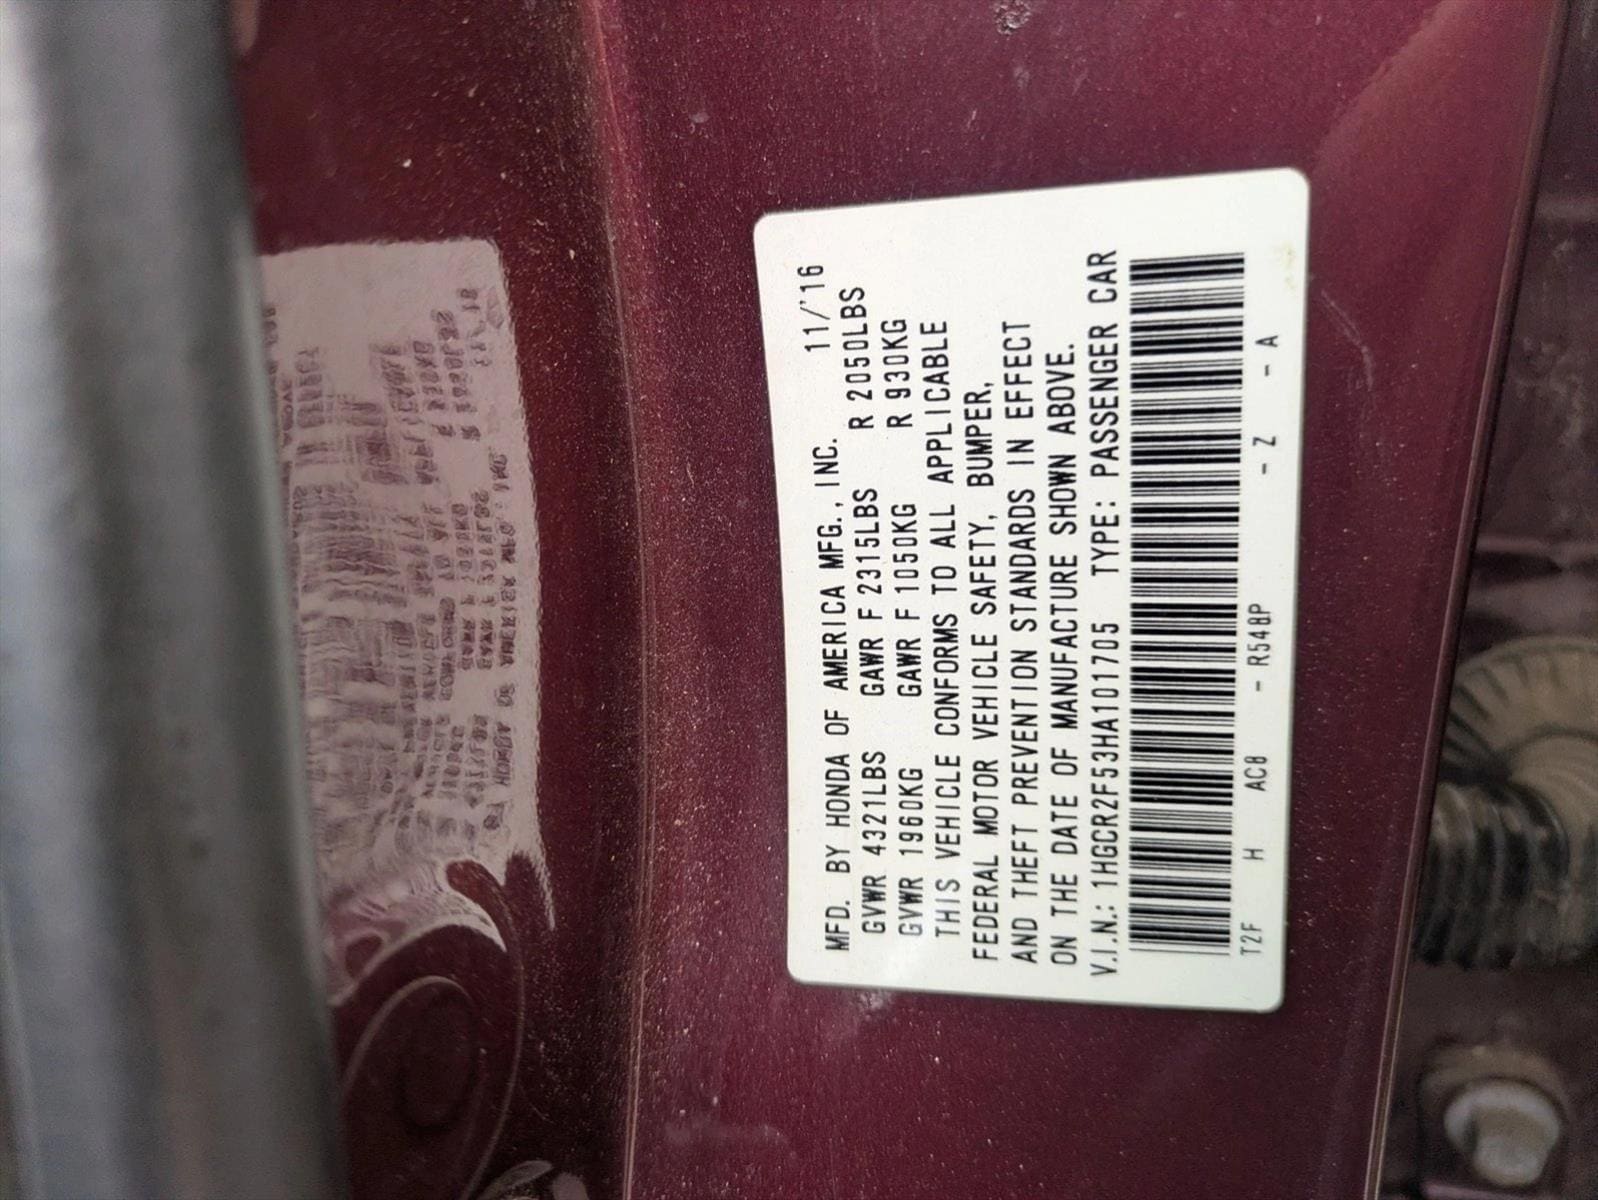 MFD. BY HONDA OF AMERICA MFG., INC. 11/'16
GVWR 4321LBS GAWR F 2315LBS R 2050LBS
GVWR 1960KG GAWR F 1050KG R 930KG
THIS VEHICLE CONFORMS TO ALL APPLICABLE
FEDERAL MOTOR VEHICLE SAFETY, BUMPER,
AND THEFT PREVENTION STANDARDS IN EFFECT
ON THE DATE OF MANUFACTURE SHOWN ABOVE.
V.I.N.: 1HGCR2F53HA101705 TYPE: PASSENGER CAR
T2F H AC8 - R548P - Z - A